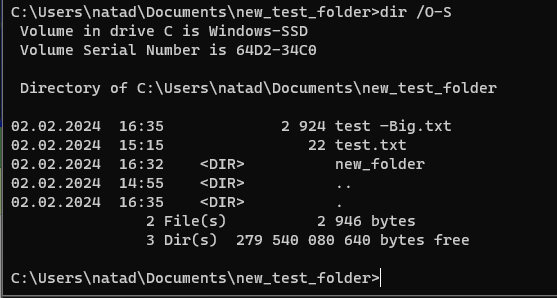 C:\Users\natad\Documents\new_test_folder>dir /O-S
 Volume in drive C is Windows-SSD
 Volume Serial Number is 64D2-34C0

 Directory of C:\Users\natad\Documents\new_test_folder

02.02.2024  16:35             2 924 test -Big.txt
02.02.2024  15:15                22 test.txt
02.02.2024  16:32    <DIR>          new_folder
02.02.2024  14:55    <DIR>          ..
02.02.2024  16:35    <DIR>          .
               2 File(s)          2 946 bytes
               3 Dir(s)  279 540 080 640 bytes free

C:\Users\natad\Documents\new_test_folder>